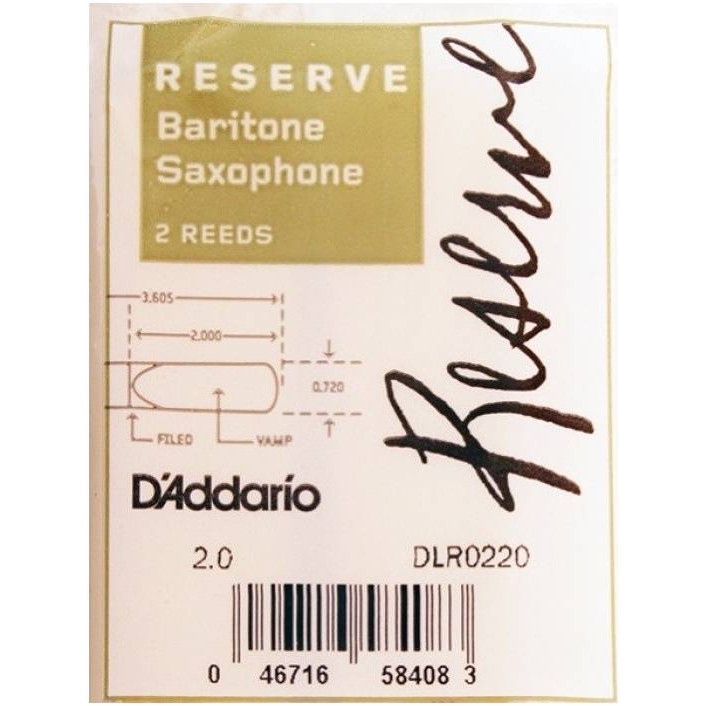 RESERVE
Baritone
Saxophone
2 REEDS
Reserve
3.605
2.000
0.720
FILED
VAMP
D'Addario
2.0 DLR0220
0 46716 58408 3